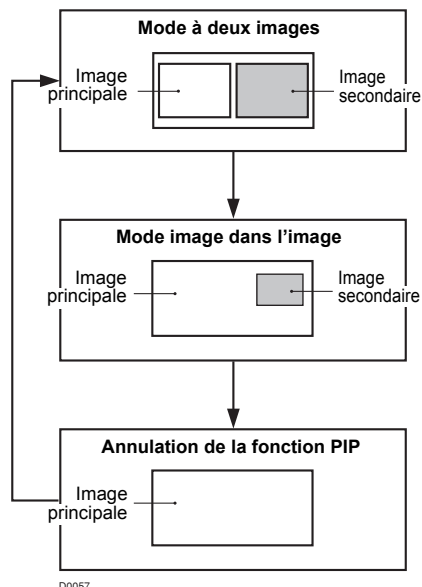 Mode à deux images
Image
principale
Image
secondaire
Mode image dans l'image
Image
principale
Image
secondaire
Annulation de la fonction PIP
Image
principale
D0057